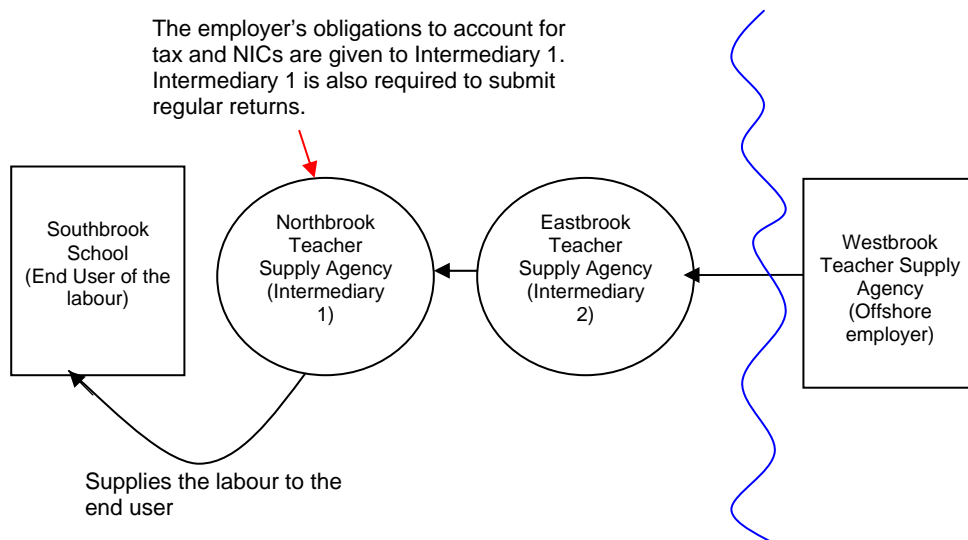 The employer’s obligations to account for
tax and NICs are given to Intermediary 1.
Intermediary 1 is also required to submit
regular returns.
Southbrook
School
(End User of the
labour)
Northbrook
Teacher
Supply Agency
(Intermediary
1)
Eastbrook
Teacher
Supply Agency
(Intermediary
2)
Westbrook
Teacher Supply
Agency
(Offshore
employer)
Supplies the labour to the
end user